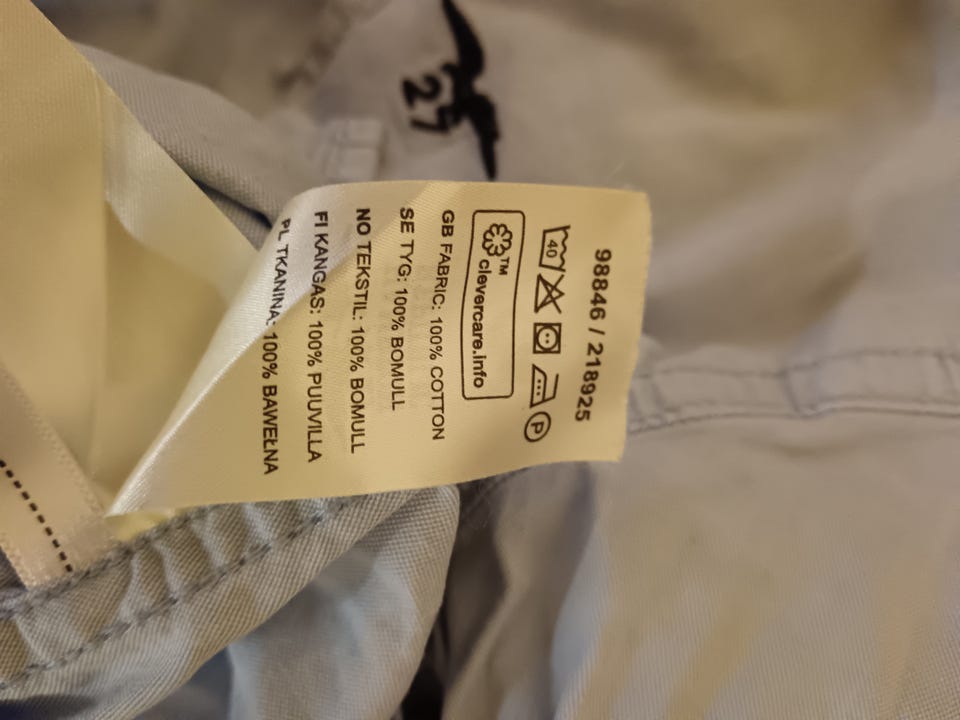 98846 / 218925
40 P
™ clevercare.info
GB FABRIC: 100% COTTON
SE TYG: 100% BOMULL
NO TEKSTIL: 100% BOMULL
FI KANGAS: 100% PUUVILLA
PL TKANINA: 100% BAWEŁNA
27